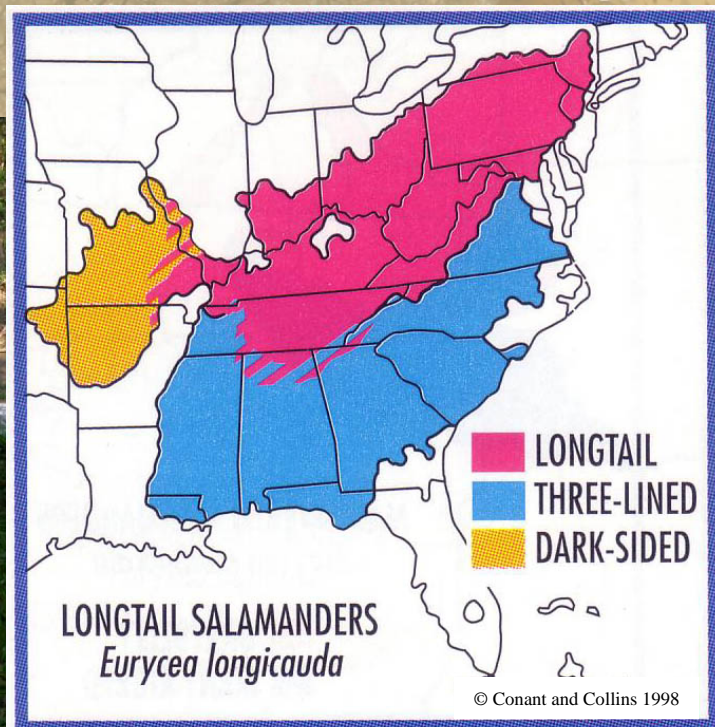 LONGTAIL
THREE-LINED
DARK-SIDED
LONGTAIL SALAMANDERS
Eurycea longicauda
© Conant and Collins 1998